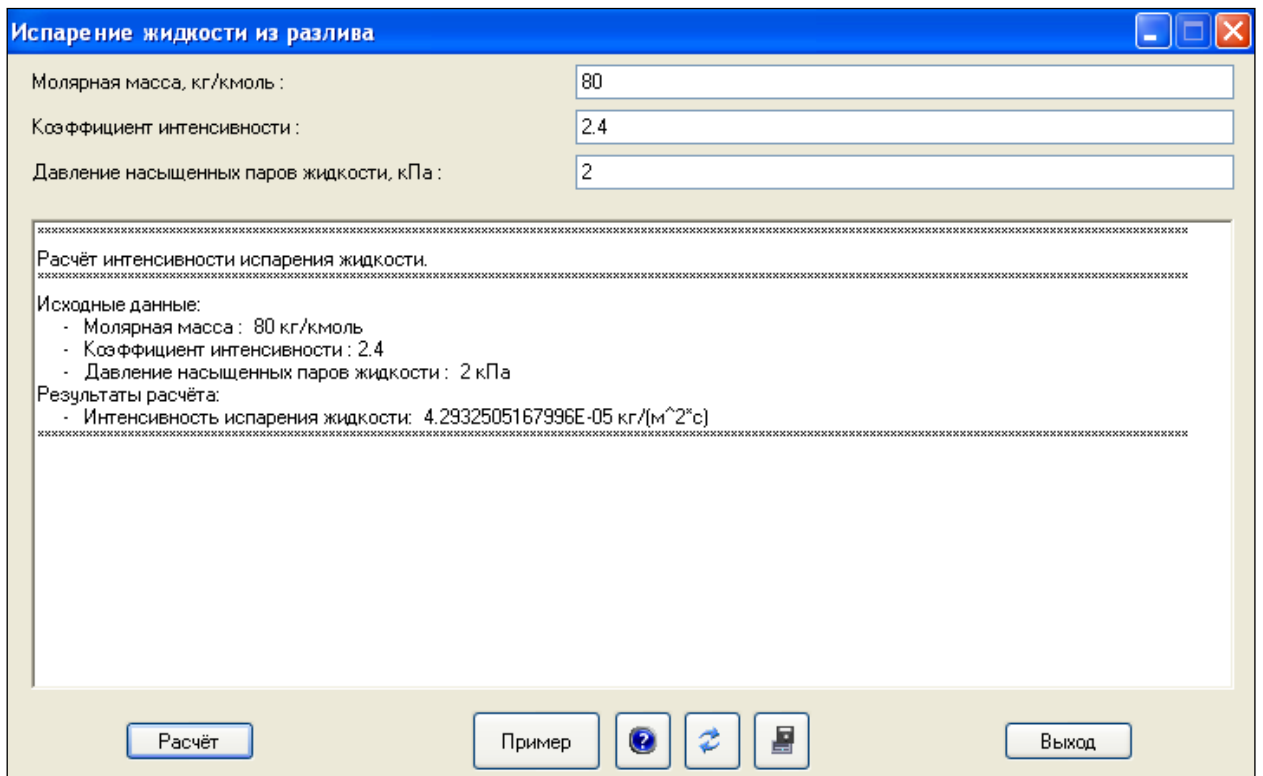 Испарение жидкости из разлива
Молярная масса, кг/кмоль : 80
Коэффициент интенсивности : 2.4
Давление насыщенных паров жидкости, кПа : 2
Расчёт интенсивности испарения жидкости.
Исходные данные:
- Молярная масса : 80 кг/кмоль
- Коэффициент интенсивности : 2.4
- Давление насыщенных паров жидкости : 2 кПа
Результаты расчёта:
- Интенсивность испарения жидкости: 4.2932505167996E-05 кг/(м^2*с)
Расчёт Пример Выход